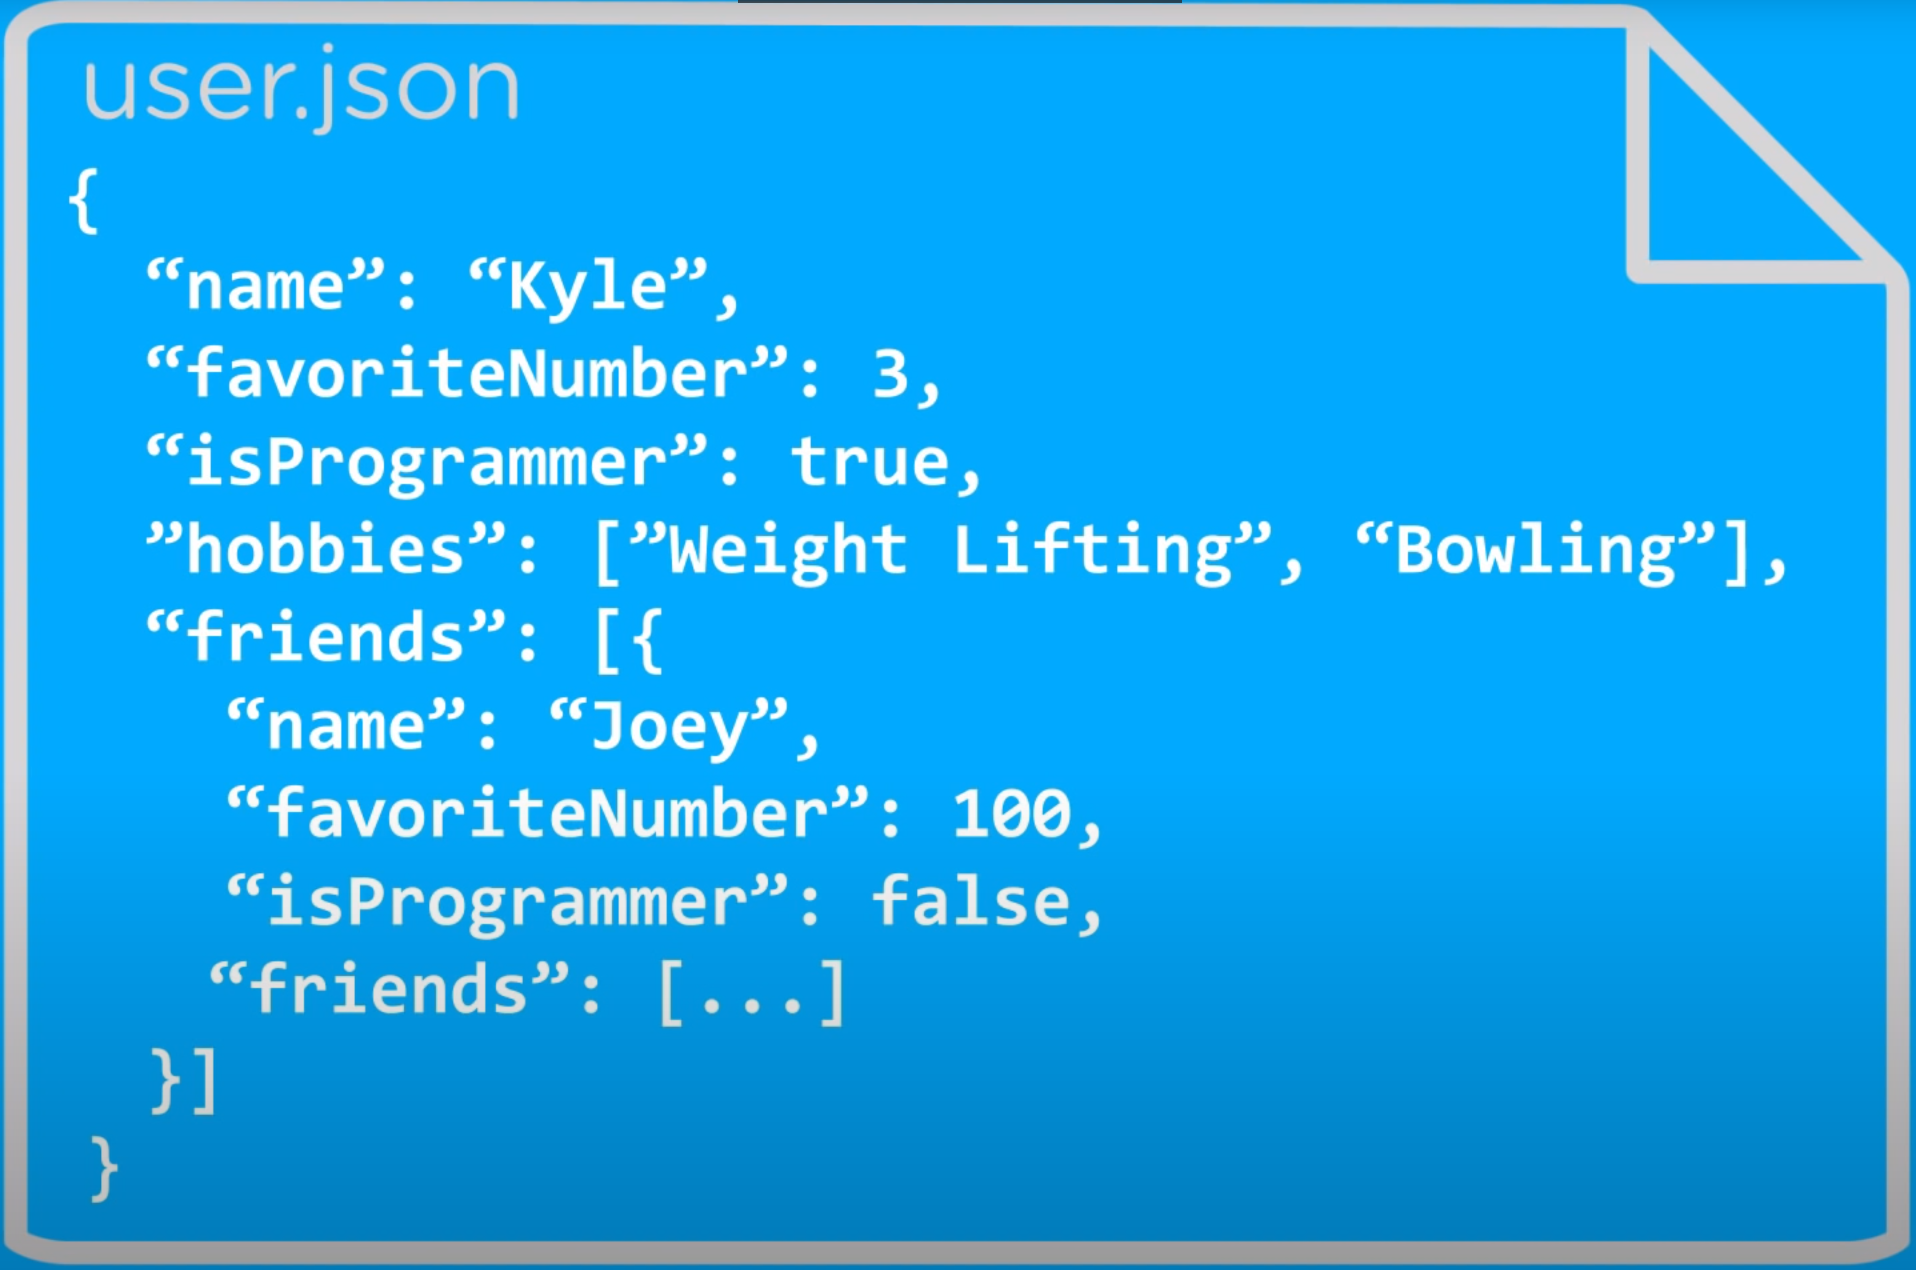 user.json
{
“name”: “Kyle”,
“favoriteNumber”: 3,
“isProgrammer”: true,
”hobbies”: [”Weight Lifting”, “Bowling”],
“friends”: [{
“name”: “Joey”,
“favoriteNumber”: 100,
“isProgrammer”: false,
“friends”: [...]
}]
}